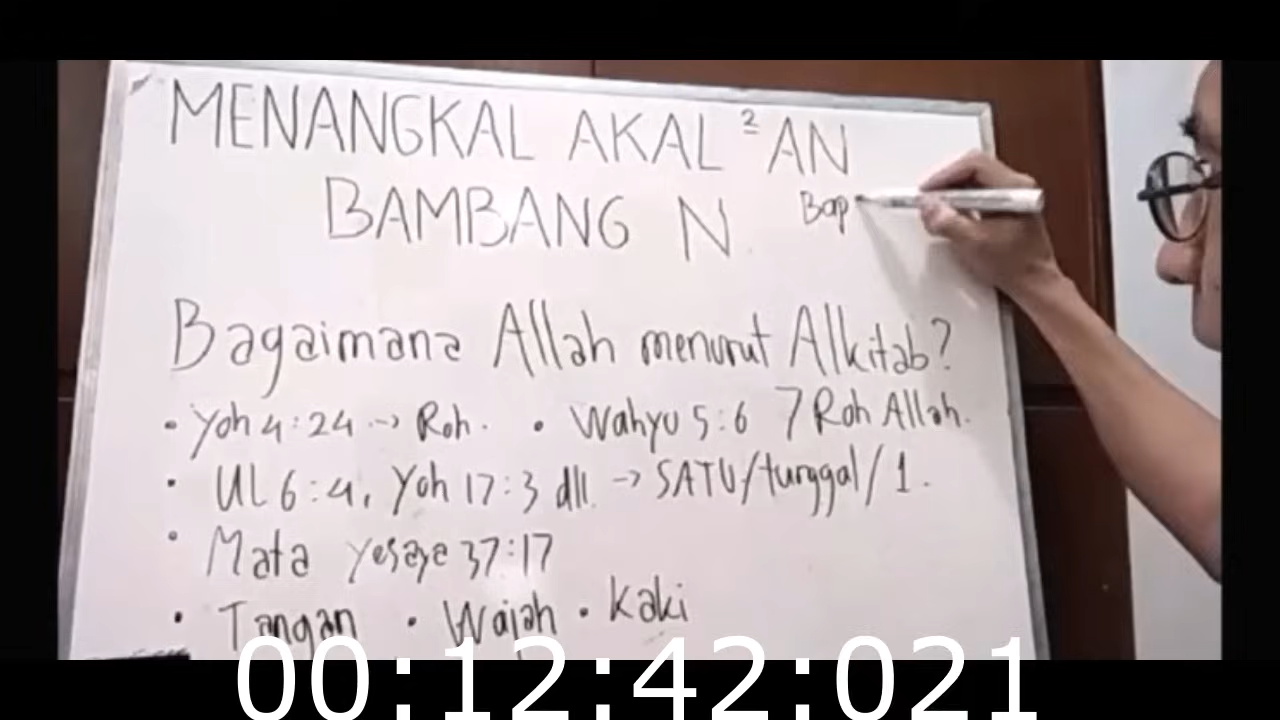 MENANGKAL AKAL ²AN
BAMBANG N
Bap
Bagaimana Allah menurut Alkitab?
• Yoh 4:24 --> Roh. • Wahyu 5:6 7 Roh Allah.
• UL 6:4, Yoh 17:3 dll. -> SATU/tunggal/1.
• Mata Yesaya 37:17
• Tangan • Wajah • Kaki
00:12:42:021